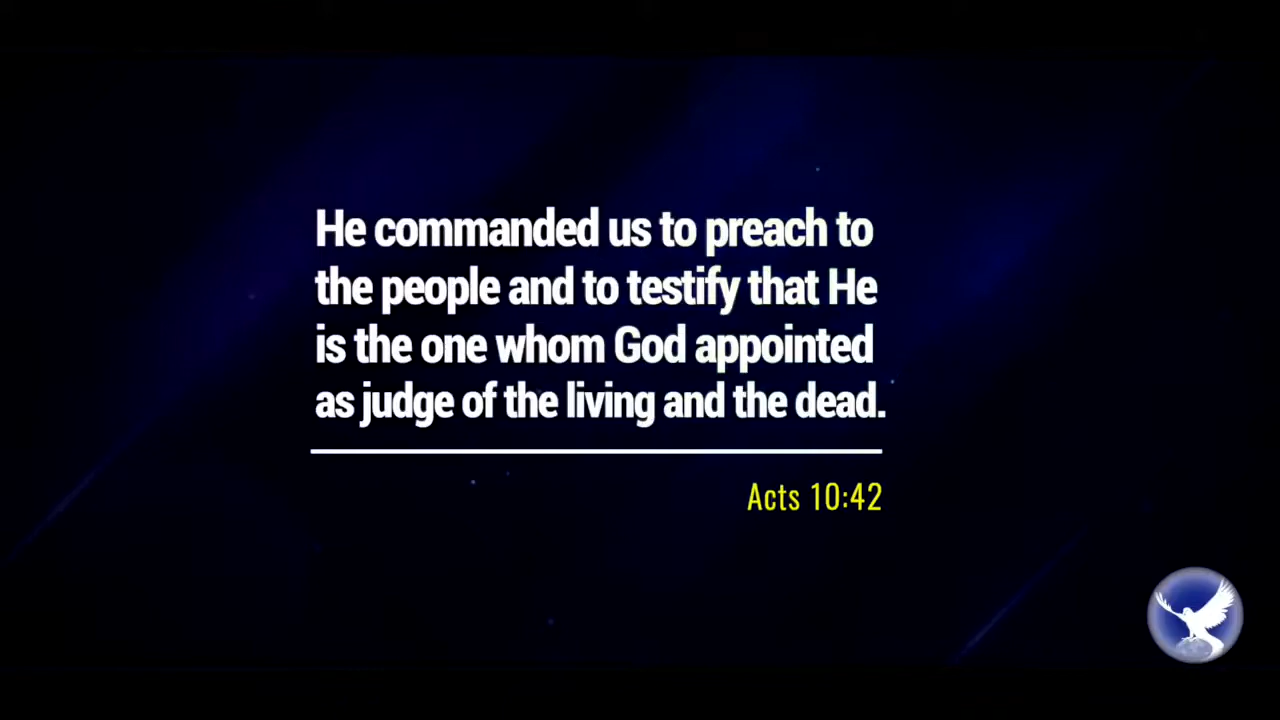 He commanded us to preach to
the people and to testify that He
is the one whom God appointed
as judge of the living and the dead.
Acts 10:42